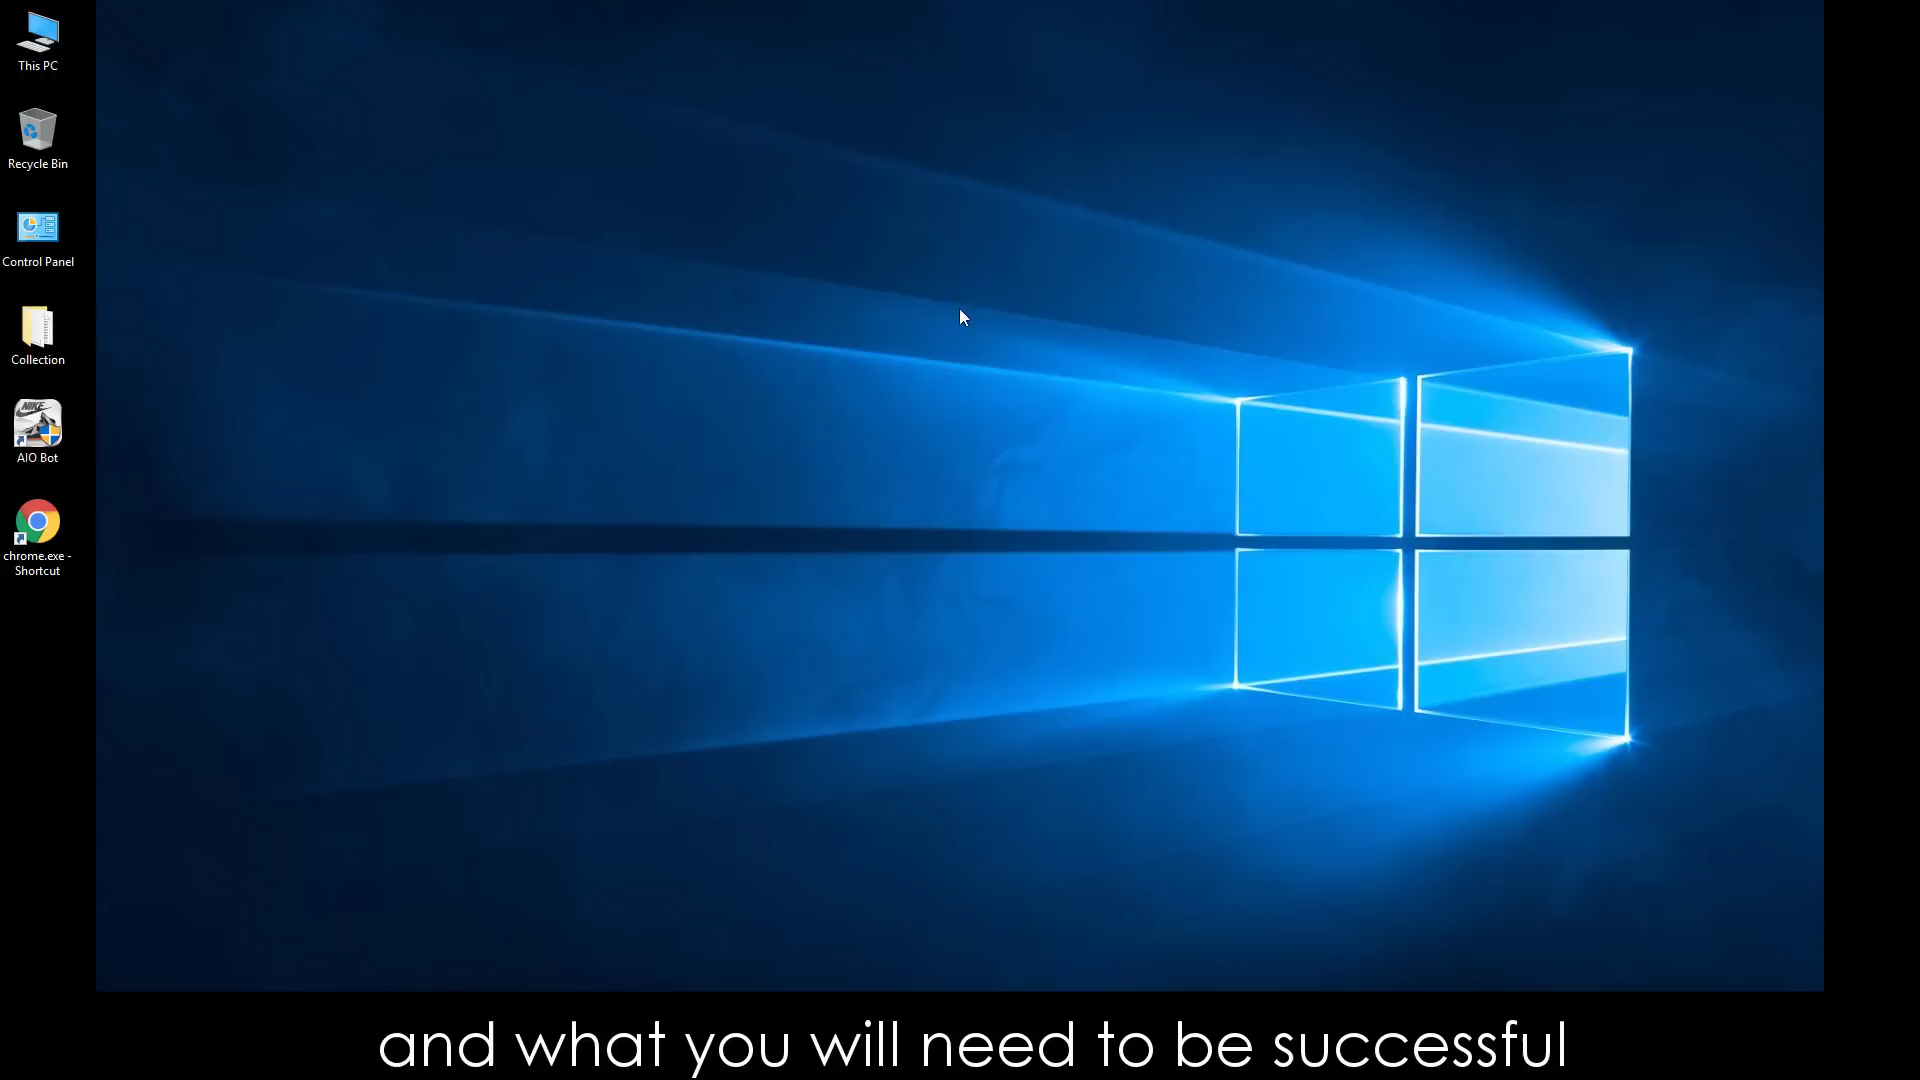 This PC
Recycle Bin
Control Panel
Collection
NIKE
AIO Bot
chrome.exe -
Shortcut
and what you will need to be successful